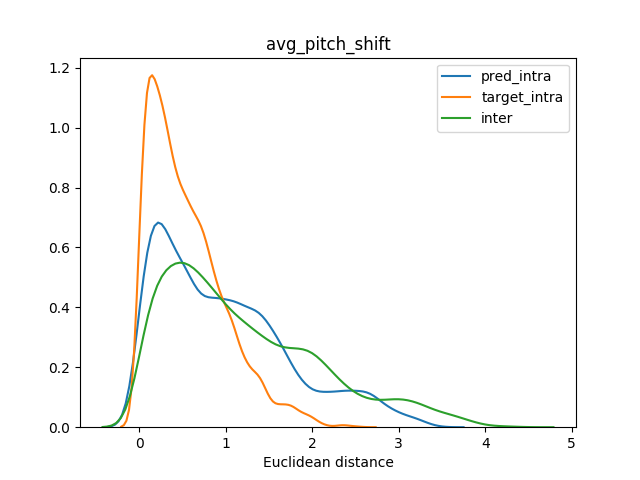 avg_pitch_shift
pred_intra
target_intra
inter
1.2
1.0
0.8
0.6
0.4
0.2
0.0
0 1 2 3 4 5
Euclidean distance